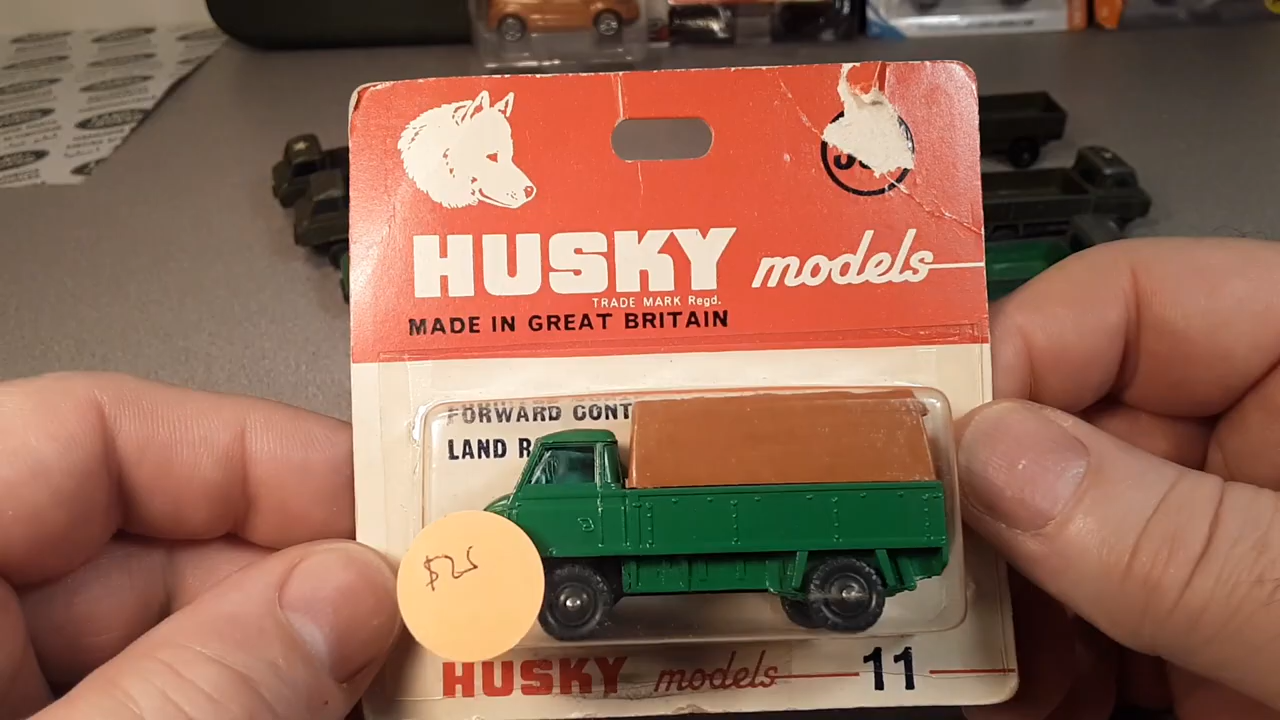 HUSKY models
TRADE MARK Regd.
MADE IN GREAT BRITAIN
FORWARD CONT
LAND R
$25
HUSKY models 11